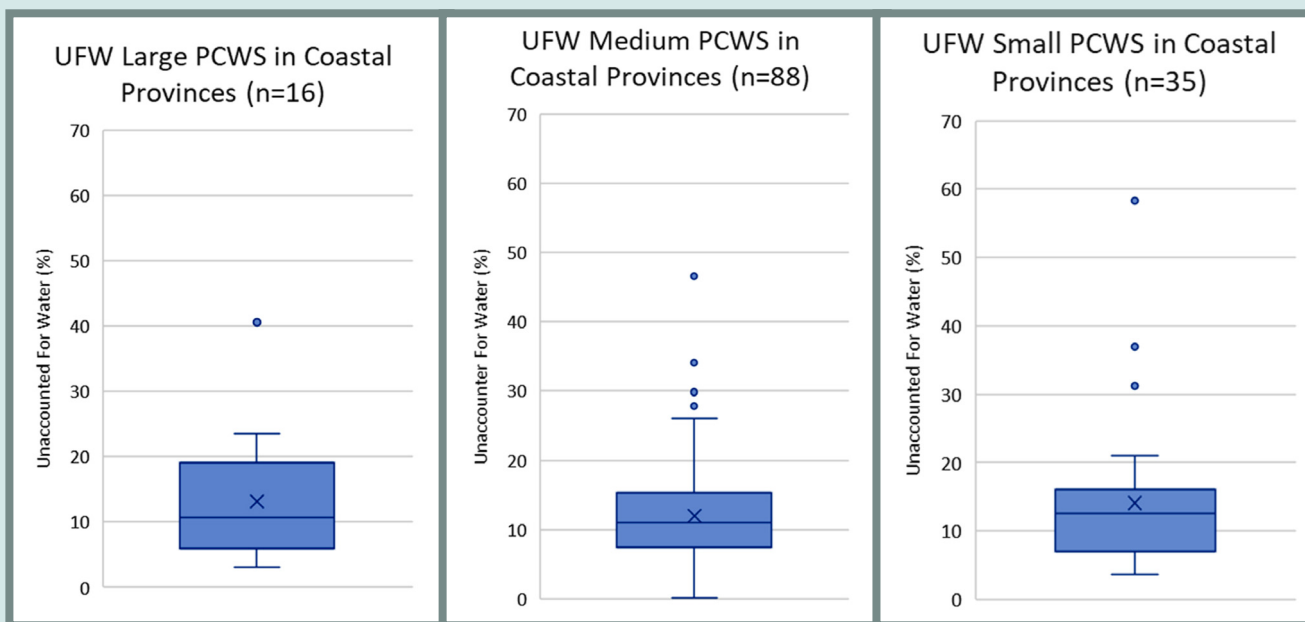 UFW Large PCWS in Coastal
Provinces (n=16)
70
60
50
40
30
20
10
0
Unaccounted For Water (%)
UFW Medium PCWS in
Coastal Provinces (n=88)
70
60
50
40
30
20
10
0
Unaccounter For Water (%)
UFW Small PCWS in Coastal
Provinces (n=35)
70
60
50
40
30
20
10
0
Unaccounted For Water (%)